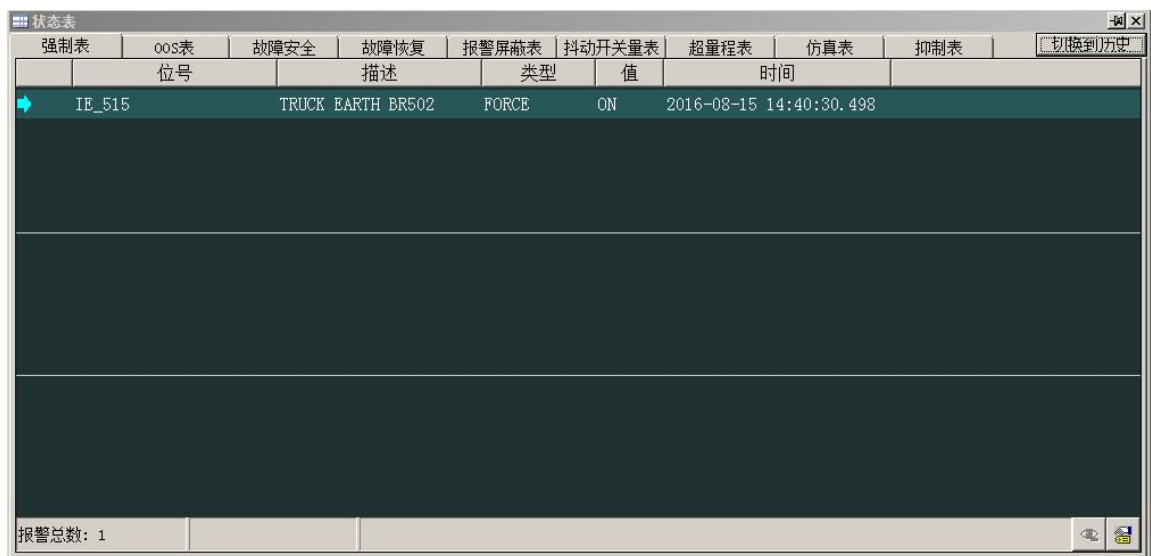 状态表
强制表 OOS表 故障安全 故障恢复 报警屏蔽表 抖动开关量表 超量程表 仿真表 抑制表 切换到历史
位号 描述 类型 值 时间
IE_515 TRUCK EARTH BR502 FORCE ON 2016-08-15 14:40:30.498
报警总数: 1